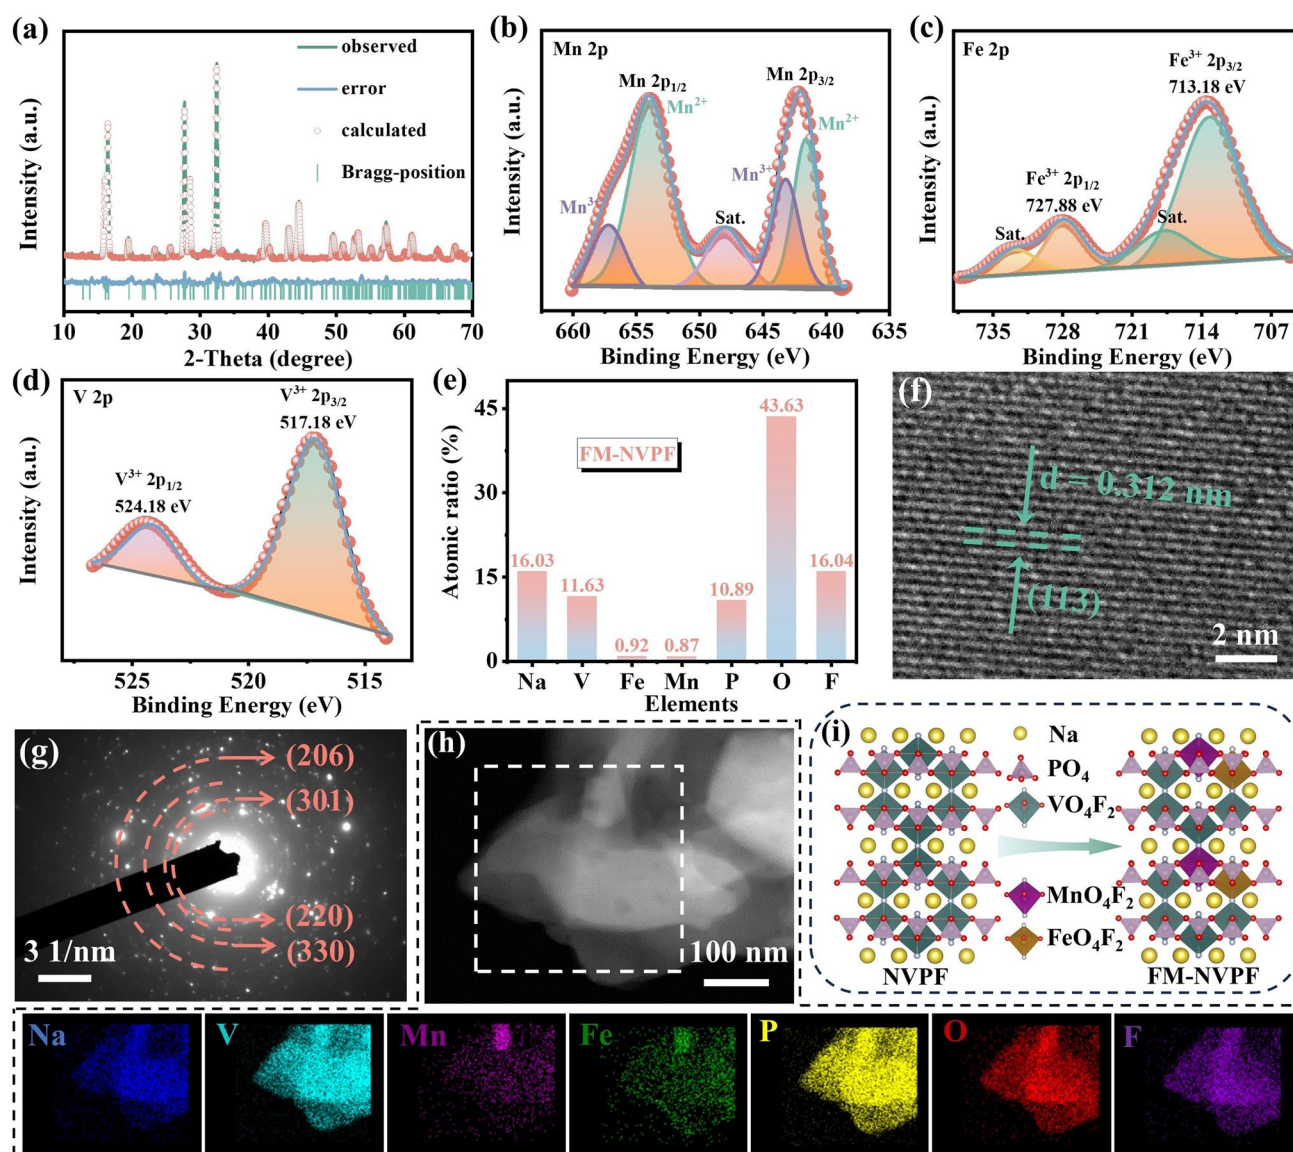 (a)
observed
error
calculated
Bragg-position
Intensity (a.u.)
10 20 30 40 50 60 70
2-Theta (degree)
(b)
Mn 2p
Mn 2p1/2
Mn 2p3/2
Mn2+
Mn2+
Mn3+
Mn3+
Sat.
Intensity (a.u.)
660 654 648 642 640 635
Binding Energy (eV)
(c)
Fe 2p
Fe3+ 2p3/2
713.18 eV
Fe3+ 2p1/2
727.88 eV
Sat.
Sat.
Intensity (a.u.)
735 728 721 714 707
Binding Energy (eV)
(d)
V 2p
V3+ 2p3/2
517.18 eV
V3+ 2p1/2
524.18 eV
Intensity (a.u.)
525 520 515
Binding Energy (eV)
(e)
FM-NVPF
Atomic ratio (%)
45
30
15
0
16.03
11.63
0.92
0.87
10.89
43.63
16.04
Na V Fe Mn P O F
Elements
(f)
d = 0.312 nm
(113)
2 nm
(g)
(206)
(301)
(220)
(330)
3 1/nm
(h)
100 nm
(i)
Na
PO4
VO4F2
MnO4F2
FeO4F2
NVPF
FM-NVPF
Na
V
Mn
Fe
P
O
F